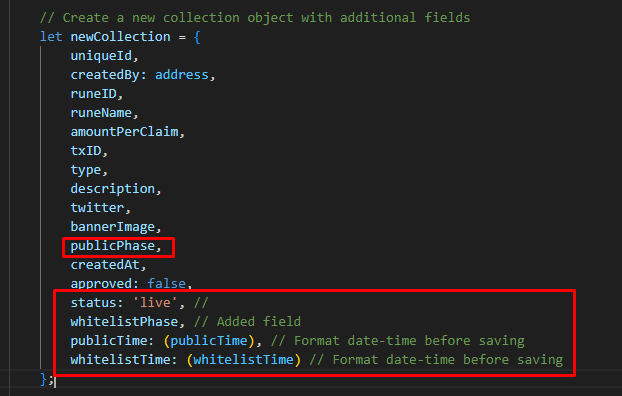 // Create a new collection object with additional fields
let newCollection = {
uniqueId,
createdBy: address,
runeID,
runeName,
amountPerClaim,
txID,
type,
description,
twitter,
bannerImage,
publicPhase,
createdAt,
approved: false,
status: 'live', //
whitelistPhase, // Added field
publicTime: (publicTime), // Format date-time before saving
whitelistTime: (whitelistTime) // Format date-time before saving
};